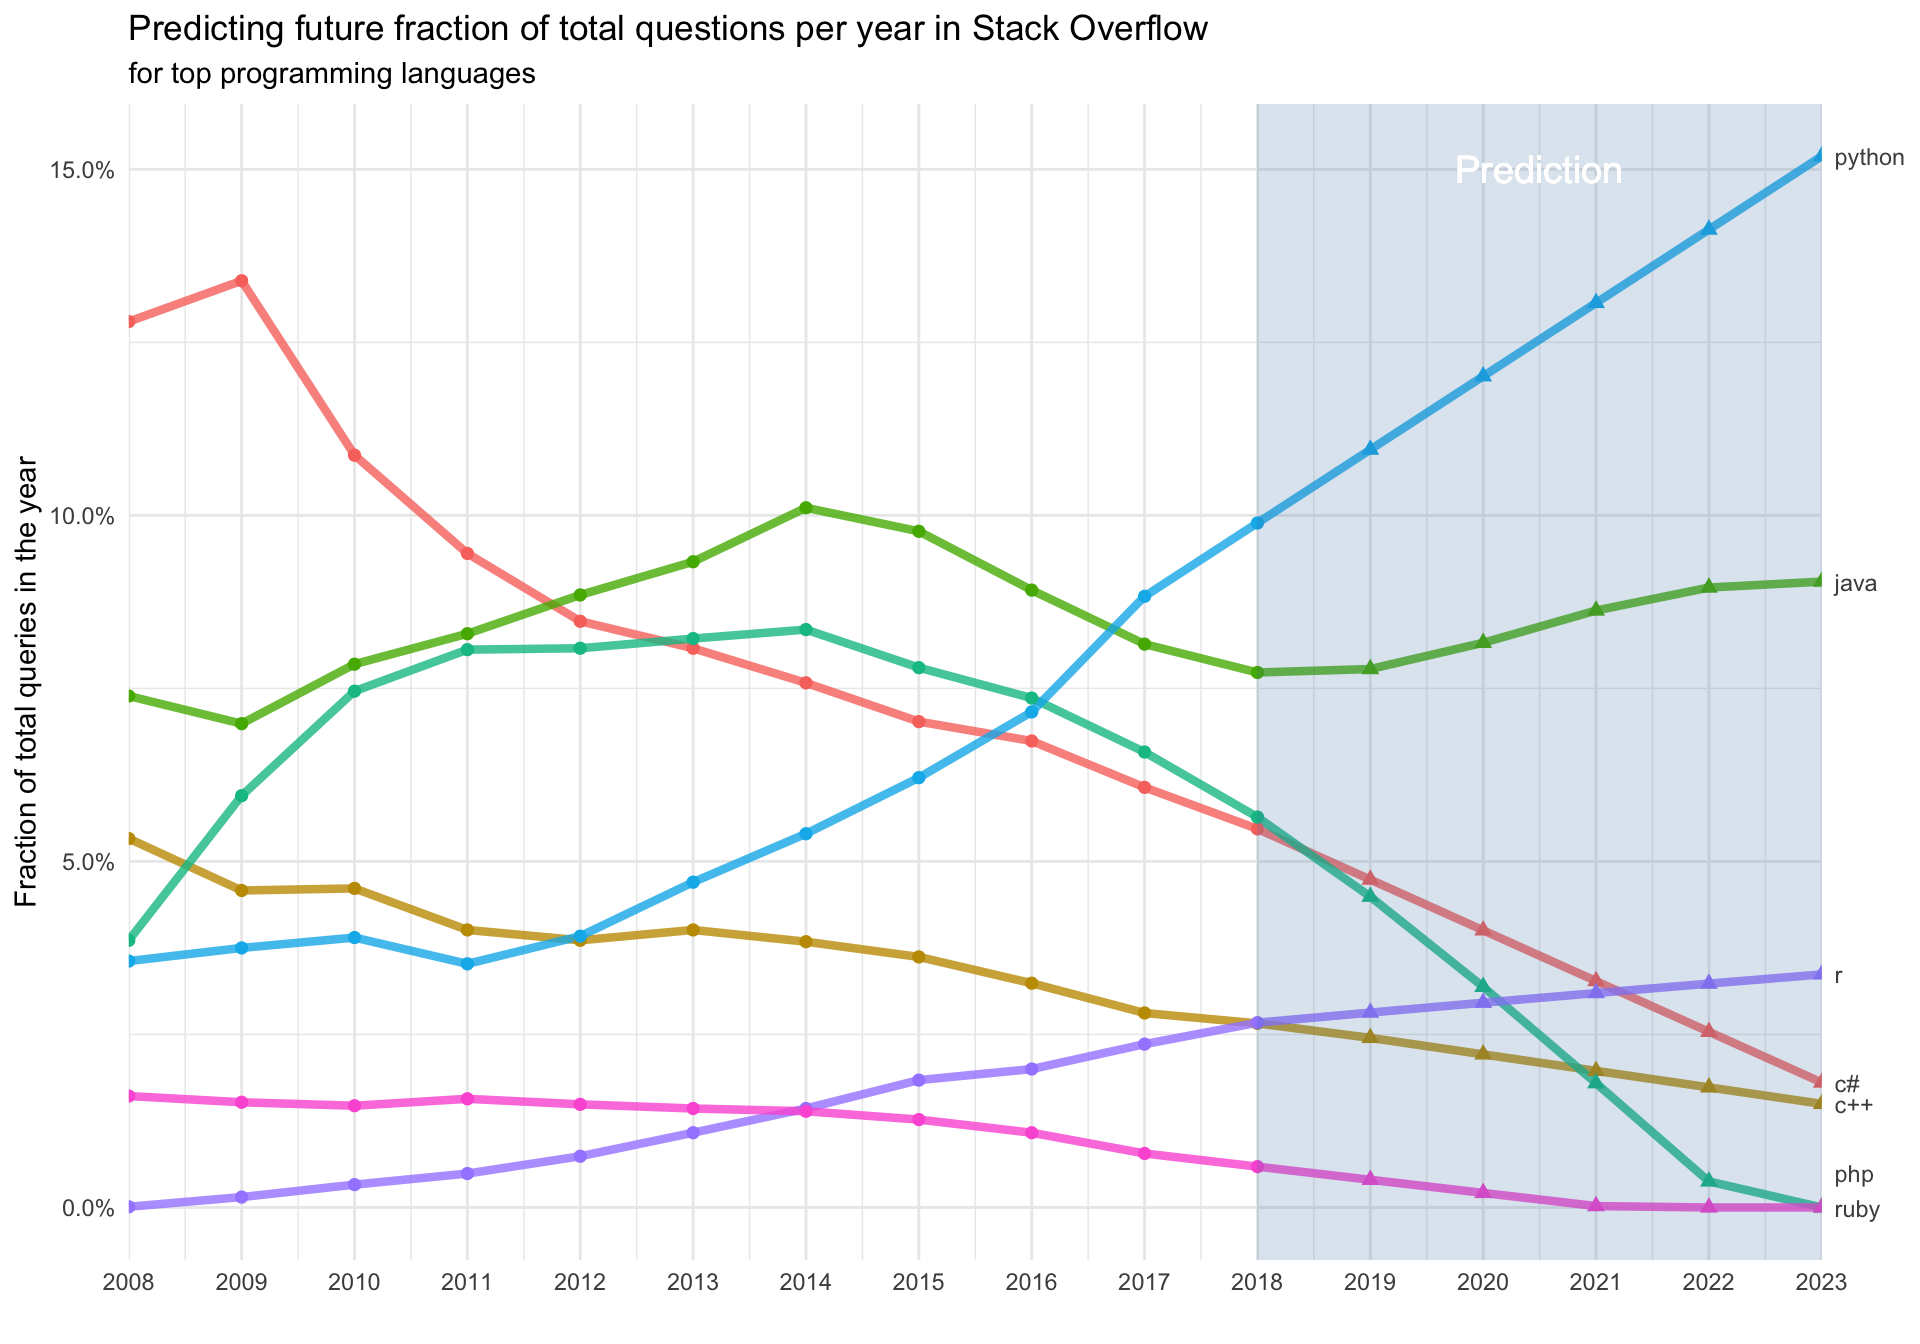 Predicting future fraction of total questions per year in Stack Overflow
for top programming languages
Fraction of total queries in the year
15.0%
10.0%
5.0%
0.0%
Prediction
python
java
r
c#
c++
php
ruby
2008 2009 2010 2011 2012 2013 2014 2015 2016 2017 2018 2019 2020 2021 2022 2023